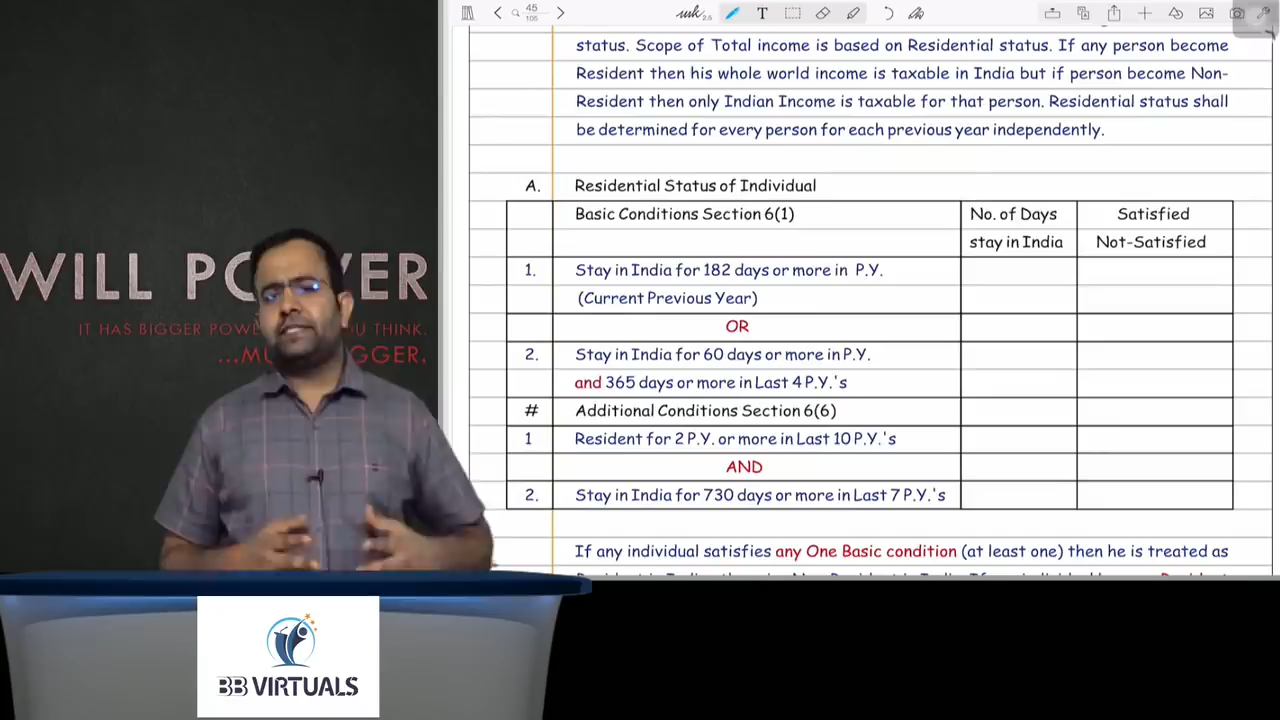 45
105
2.5
T
status. Scope of Total income is based on Residential status. If any person become
Resident then his whole world income is taxable in India but if person become Non-
Resident then only Indian Income is taxable for that person. Residential status shall
be determined for every person for each previous year independently.
A. Residential Status of Individual
Basic Conditions Section 6(1) No. of Days Satisfied
stay in India Not-Satisfied
1. Stay in India for 182 days or more in P.Y.
(Current Previous Year)
OR
2. Stay in India for 60 days or more in P.Y.
and 365 days or more in Last 4 P.Y.'s
# Additional Conditions Section 6(6)
1 Resident for 2 P.Y. or more in Last 10 P.Y.'s
AND
2. Stay in India for 730 days or more in Last 7 P.Y.'s
If any individual satisfies any One Basic condition (at least one) then he is treated as
WILL PO ER
IT HAS BIGGER POWE U THINK.
...MU GGER.
BB VIRTUALS